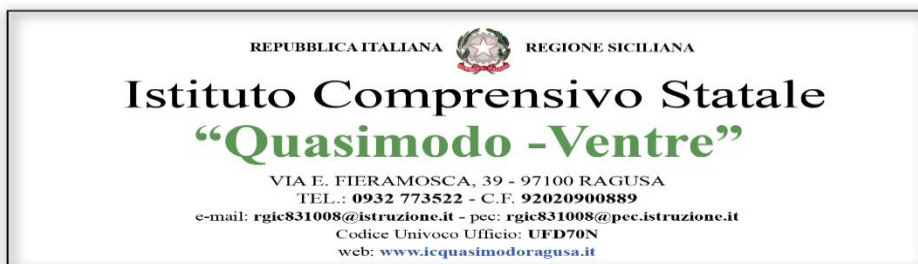 REPUBBLICA ITALIANA REGIONE SICILIANA
Istituto Comprensivo Statale
“Quasimodo -Ventre”
VIA E. FIERAMOSCA, 39 - 97100 RAGUSA
TEL.: 0932 773522 - C.F. 92020900889
e-mail: rgic831008@istruzione.it - pec: rgic831008@pec.istruzione.it
Codice Univoco Ufficio: UFD70N
web: www.icquasimodoragusa.it